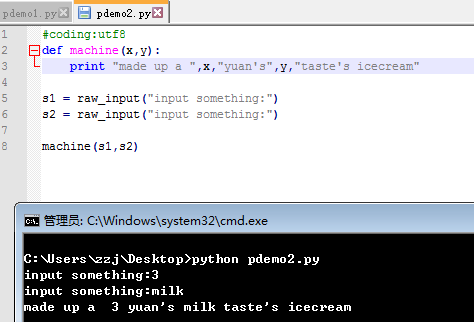 pdemo1.py pdemo2.py
1 #coding:utf8
2 def machine(x,y):
3 print "made up a ",x,"yuan's",y,"taste's icecream"
4
5 s1 = raw_input("input something:")
6 s2 = raw_input("input something:")
7
8 machine(s1,s2)
管理员: C:\Windows\system32\cmd.exe
C:\Users\zzj\Desktop>python pdemo2.py
input something:3
input something:milk
made up a  3 yuan's milk taste's icecream